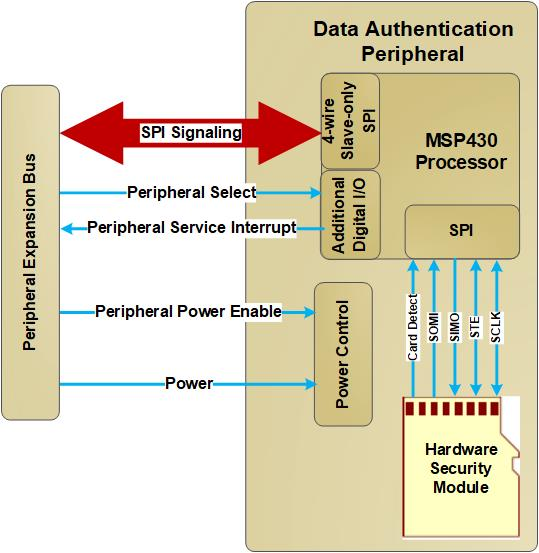 Data Authentication
Peripheral
Peripheral Expansion Bus
SPI Signaling
4-wire
Slave-only
SPI
MSP430
Processor
Peripheral Select
Additional
Digital I/O
Peripheral Service Interrupt
SPI
Peripheral Power Enable
Power Control
Power
Card Detect
SOMI
SIMO
STE
SCLK
Hardware
Security
Module